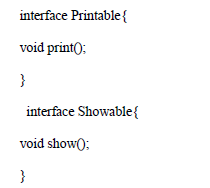 interface Printable{
void print();
}
interface Showable{
void show();
}